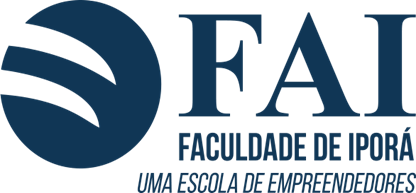 FAI
FACULDADE DE IPORÁ
UMA ESCOLA DE EMPREENDEDORES